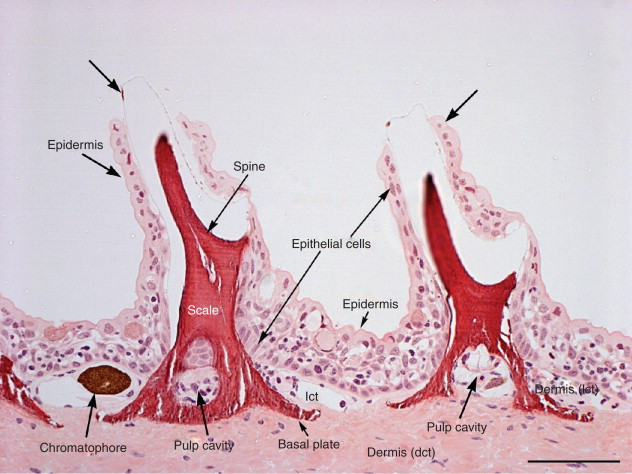 Epidermis
Spine
Epithelial cells
Epidermis
Scale
lct
Dermis (lct)
Chromatophore
Pulp cavity
Basal plate
Pulp cavity
Dermis (dct)